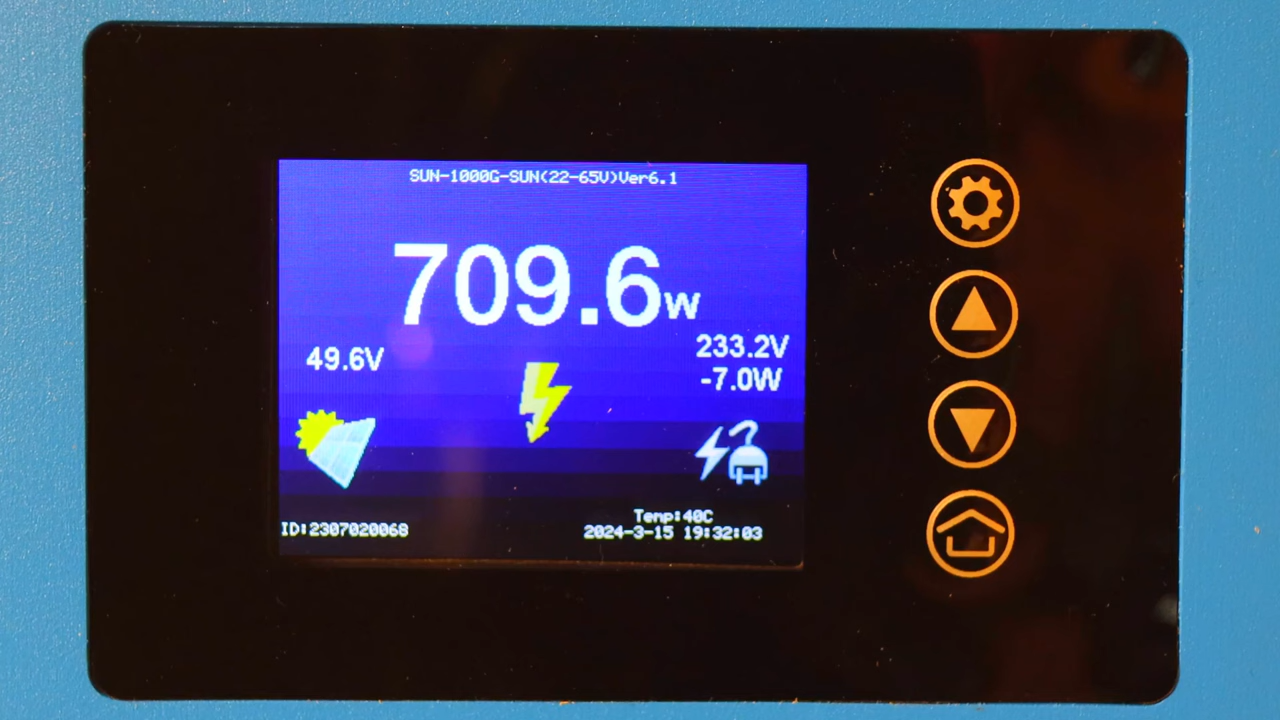 SUN-1000G-SUN(22-65V)Ver6.1
709.6W
49.6V
233.2V
-7.0W
Temp:40C
ID:2307020068
2024-3-15 19:32:03